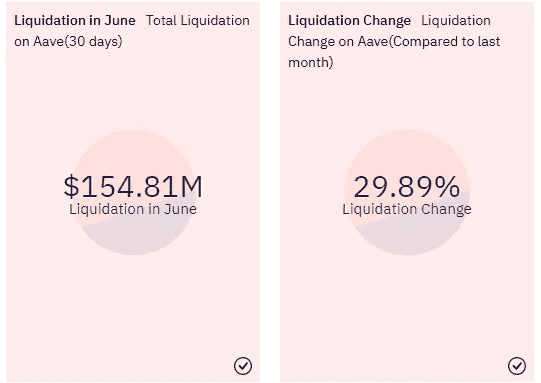 Liquidation in June Total Liquidation
on Aave(30 days)
$154.81M
Liquidation in June
Liquidation Change Liquidation
Change on Aave(Compared to last
month)
29.89%
Liquidation Change